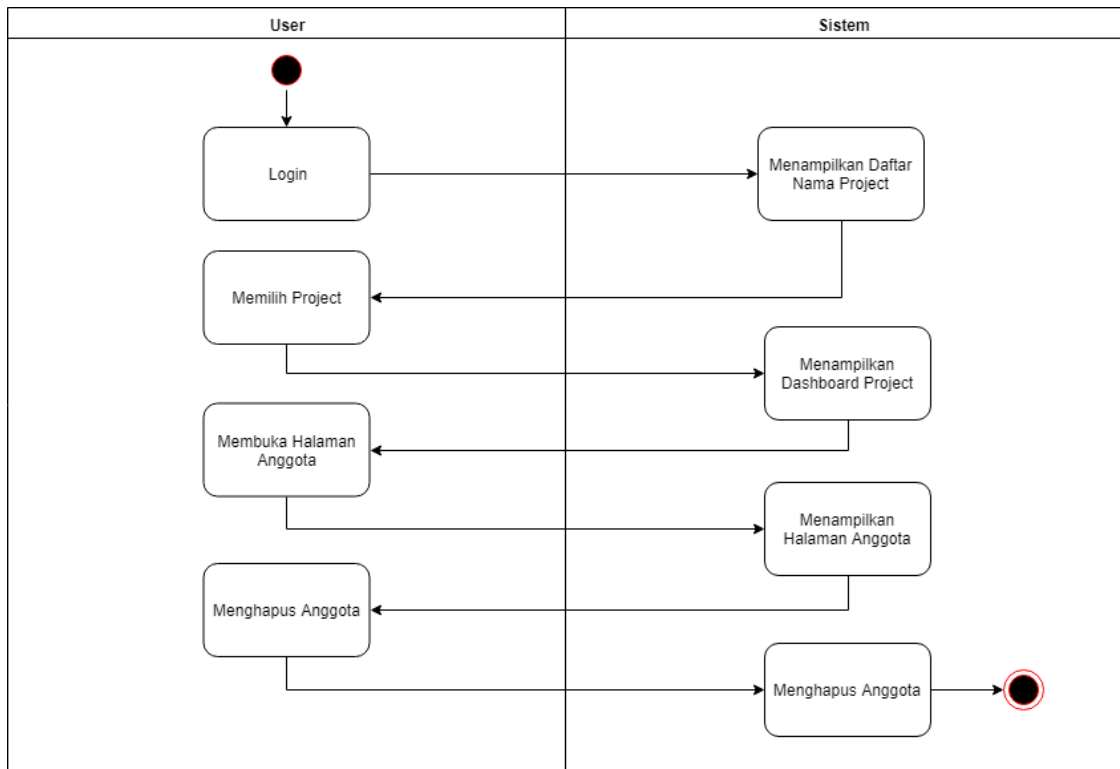 User
Sistem
Login
Menampilkan Daftar
Nama Project
Memilih Project
Menampilkan
Dashboard Project
Membuka Halaman
Anggota
Menampilkan
Halaman Anggota
Menghapus Anggota
Menghapus Anggota